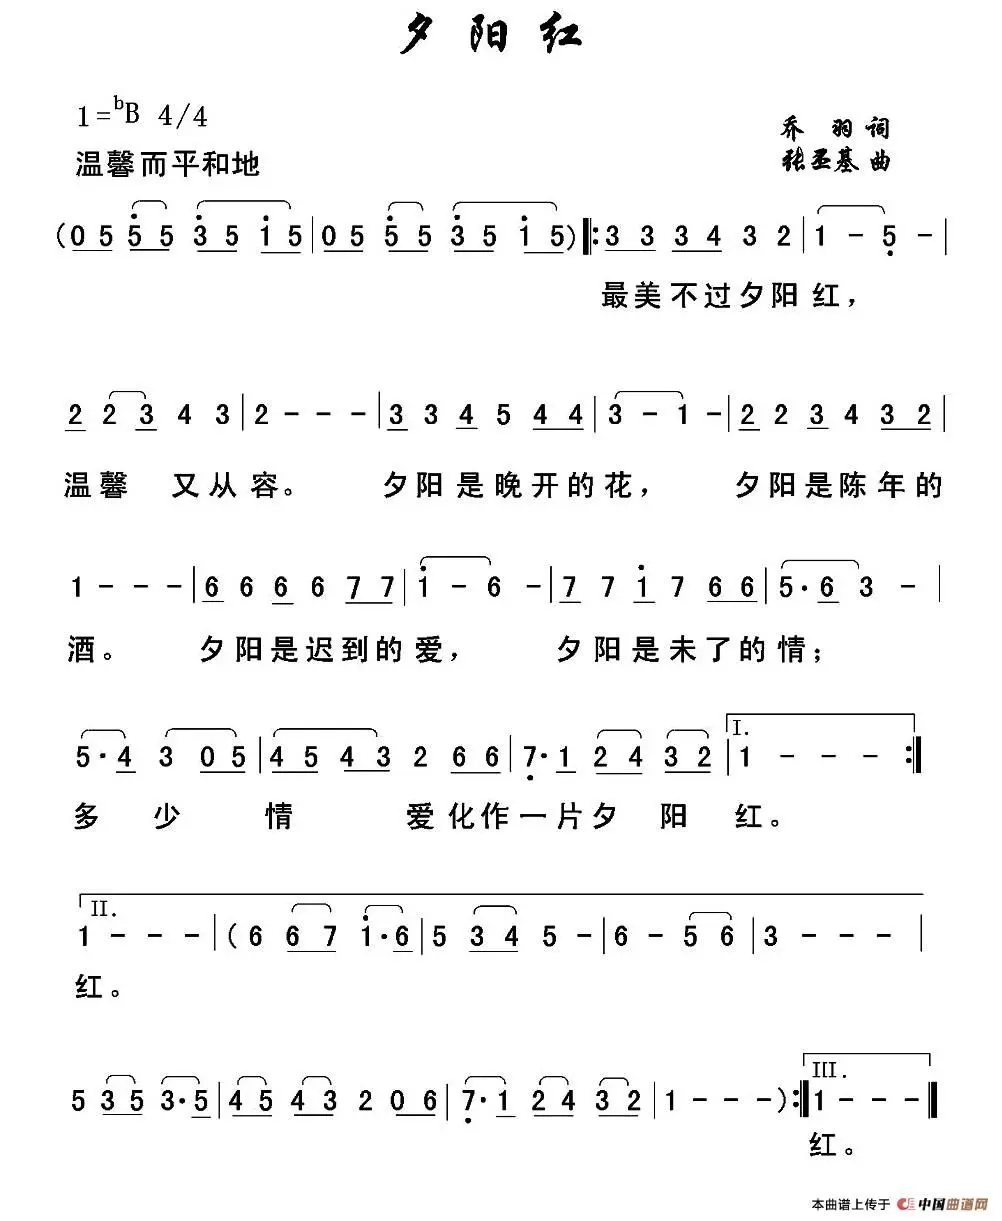 夕阳红
1=ᵇB 4/4
乔羽词
温馨而平和地
张丕基曲
(0 5 5̇ 5 3̇ 5 1̇ 5 | 0 5 5̇ 5 3̇ 5 1̇ 5) ‖: 3 3 3 4 3 2 | 1 - 5̣ - |
最美不过夕阳红，
2 2 3 4 3 | 2 - - - | 3 3 4 5 4 4 | 3 - 1 - | 2 2 3 4 3 2 |
温馨又从容。 夕阳是晚开的花， 夕阳是陈年的
1 - - - | 6 6 6 6 7 7 | 1̇ - 6 - | 7 7 1̇ 7 6 6 | 5· 6 3 - |
酒。 夕阳是迟到的爱， 夕阳是未了的情；
I.
5· 4 3 0 5 | 4 5 4 3 2 6 6 | 7̣· 1 2 4 3 2 | 1 - - - :‖
多少情 爱化作一片夕阳红。
II.
1 - - - | (6 6 7 1̇· 6 | 5 3 4 5 - | 6 - 5 6 | 3 - - - |
红。
III.
5 3 5 3· 5 | 4 5 4 3 2 0 6 | 7̣· 1 2 4 3 2 | 1 - - -) :‖ 1 - - - ‖
红。
本曲谱上传于 中国曲谱网